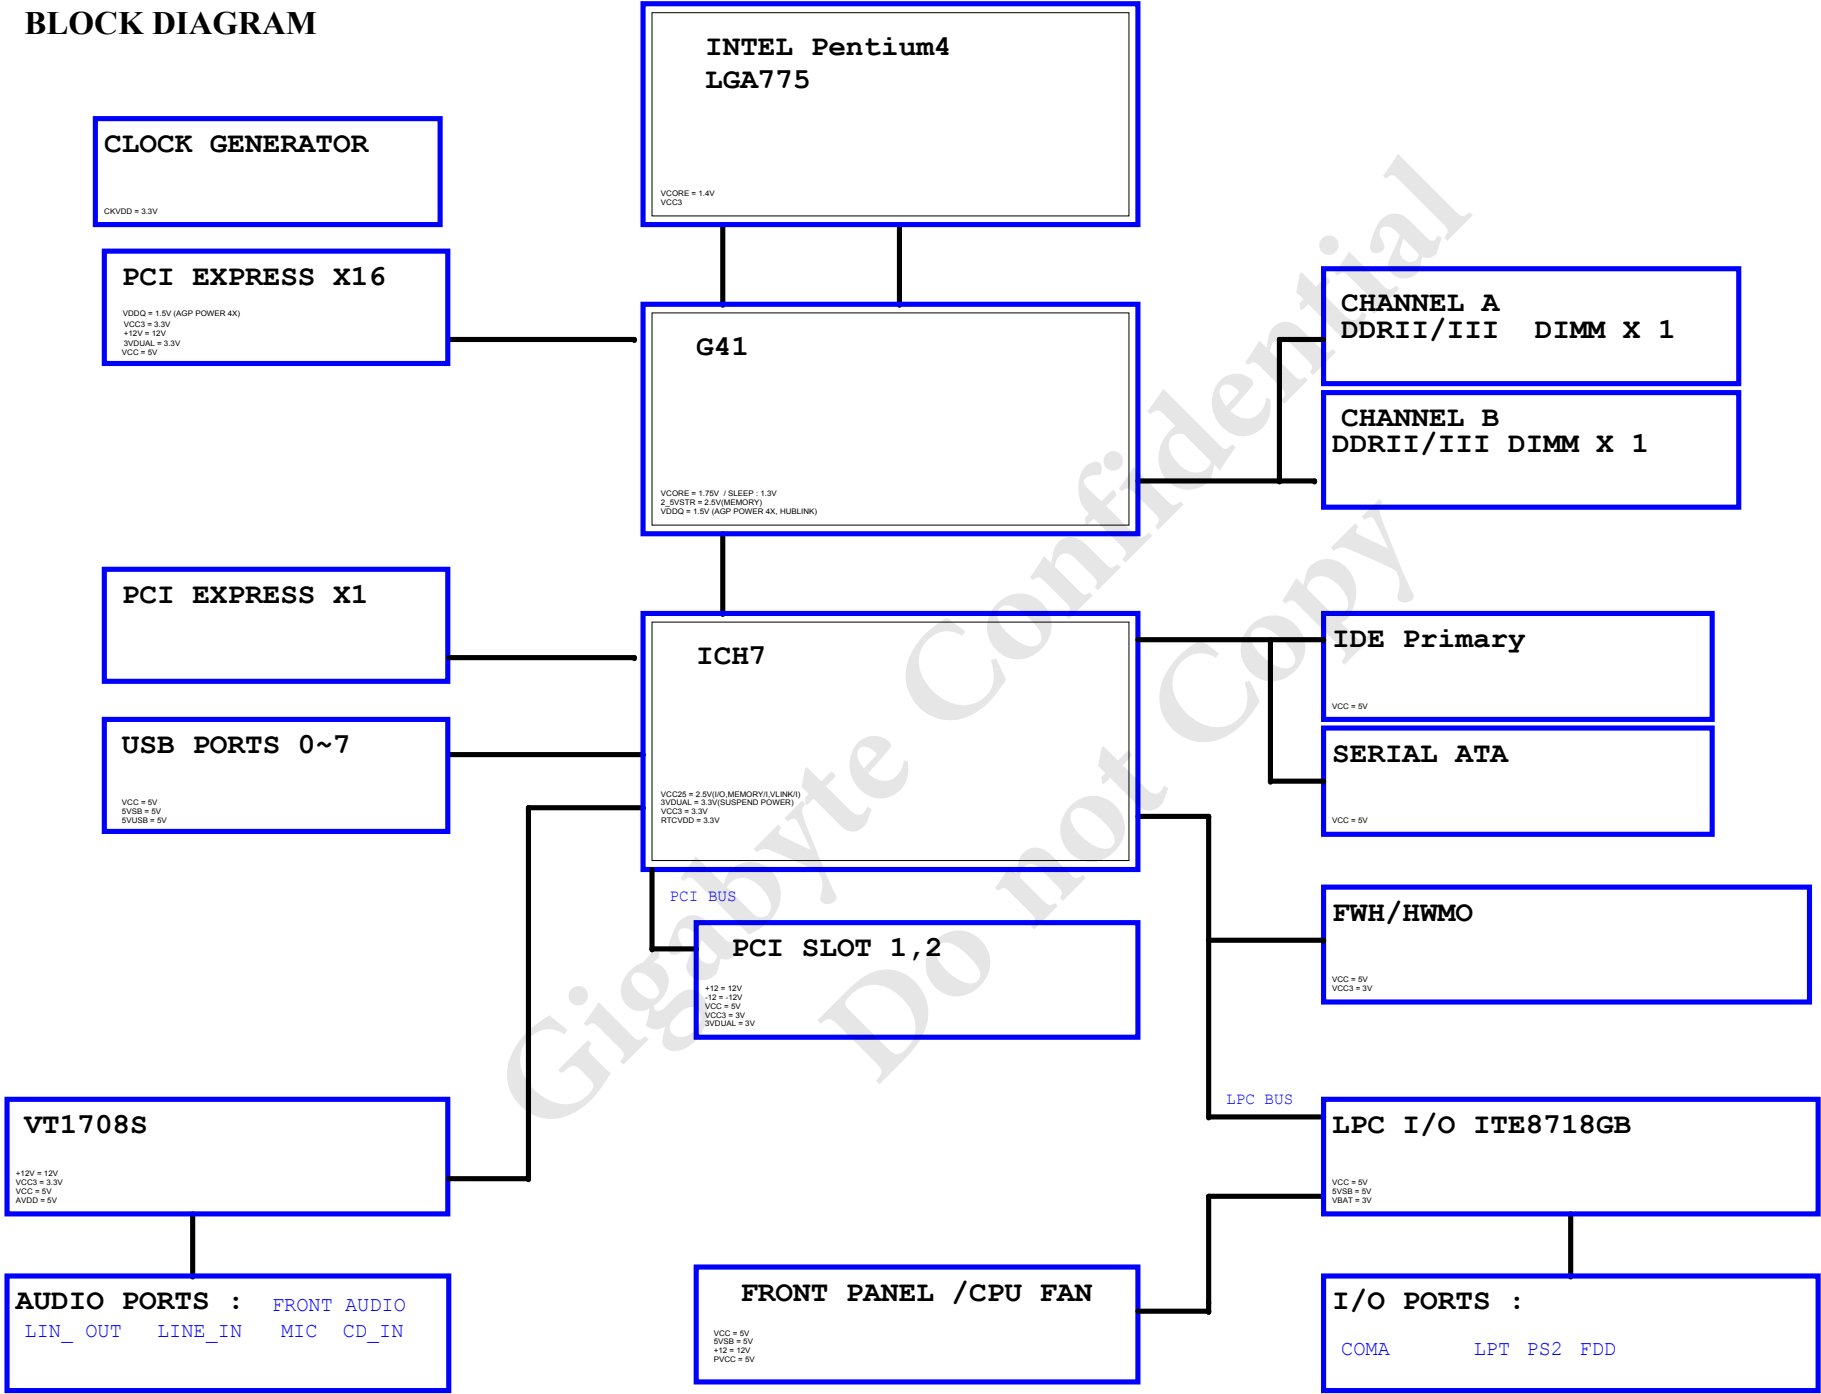 BLOCK DIAGRAM
INTEL Pentium4
LGA775
VCORE = 1.4V
VCC3
CLOCK GENERATOR
CKVDD = 3.3V
PCI EXPRESS X16
VDDQ = 1.5V (AGP POWER 4X)
VCC3 = 3.3V
+12V = 12V
3VDUAL = 3.3V
VCC = 5V
G41
VCORE = 1.75V / SLEEP : 1.3V
2_5VSTR = 2.5V(MEMORY)
VDDQ = 1.5V (AGP POWER 4X, HUBLINK)
CHANNEL A
DDRII/III DIMM X 1
CHANNEL B
DDRII/III DIMM X 1
PCI EXPRESS X1
USB PORTS 0~7
VCC = 5V
5VSB = 5V
5VUSB = 5V
ICH7
VCC25 = 2.5V(I/O,MEMORY/I,VLINK/I)
3VDUAL = 3.3V(SUSPEND POWER)
VCC3 = 3.3V
RTCVDD = 3.3V
IDE Primary
VCC = 5V
SERIAL ATA
VCC = 5V
PCI BUS
PCI SLOT 1,2
+12 = 12V
-12 = -12V
VCC = 5V
VCC3 = 3V
3VDUAL = 3V
FWH/HWMO
VCC = 5V
VCC3 = 3V
VT1708S
+12V = 12V
VCC3 = 3.3V
VCC = 5V
AVDD = 5V
LPC BUS
LPC I/O ITE8718GB
VCC = 5V
5VSB = 5V
VBAT = 3V
AUDIO PORTS : FRONT AUDIO
LIN_ OUT LINE_IN MIC CD_IN
FRONT PANEL /CPU FAN
VCC = 5V
5VSB = 5V
+12 = 12V
PVCC = 5V
I/O PORTS :
COMA LPT PS2 FDD
Gigabyte Confidential
Do not Copy